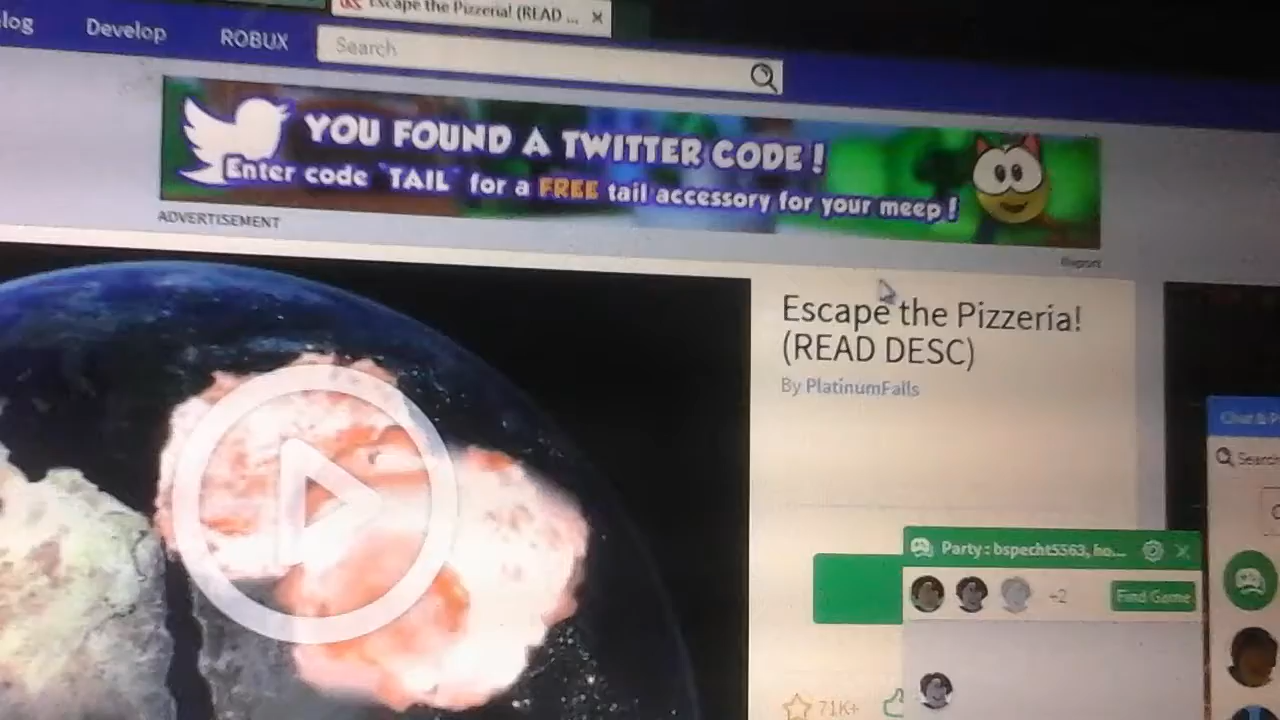 Escape the Pizzeria! (READ ...
log Develop ROBUX Search
YOU FOUND A TWITTER CODE!
Enter code `TAIL` for a FREE tail accessory for your meep!
ADVERTISEMENT
Report
Escape the Pizzeria!
(READ DESC)
By PlatinumFalls
Party: bspecht5563, ho...
+2 Find Game
Search
71K+